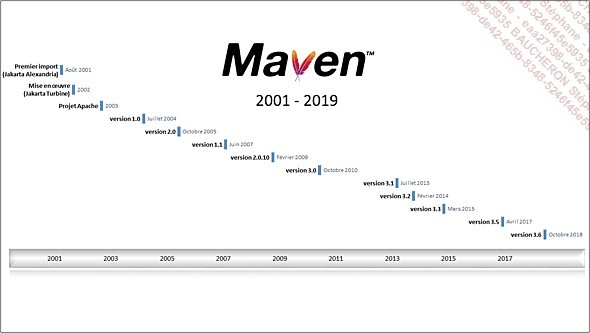 Maven™
2001 - 2019
Premier import
(Jakarta Alexandria)
Août 2001
Mise en œuvre
(Jakarta Turbine)
2002
Projet Apache
2003
version 1.0
Juillet 2004
version 2.0
Octobre 2005
version 1.1
Juin 2007
version 2.0.10
Février 2009
version 3.0
Octobre 2010
version 3.1
Juillet 2013
version 3.2
Février 2014
version 3.3
Mars 2015
version 3.5
Avril 2017
version 3.6
Octobre 2018
2001 2003 2005 2007 2009 2011 2013 2015 2017